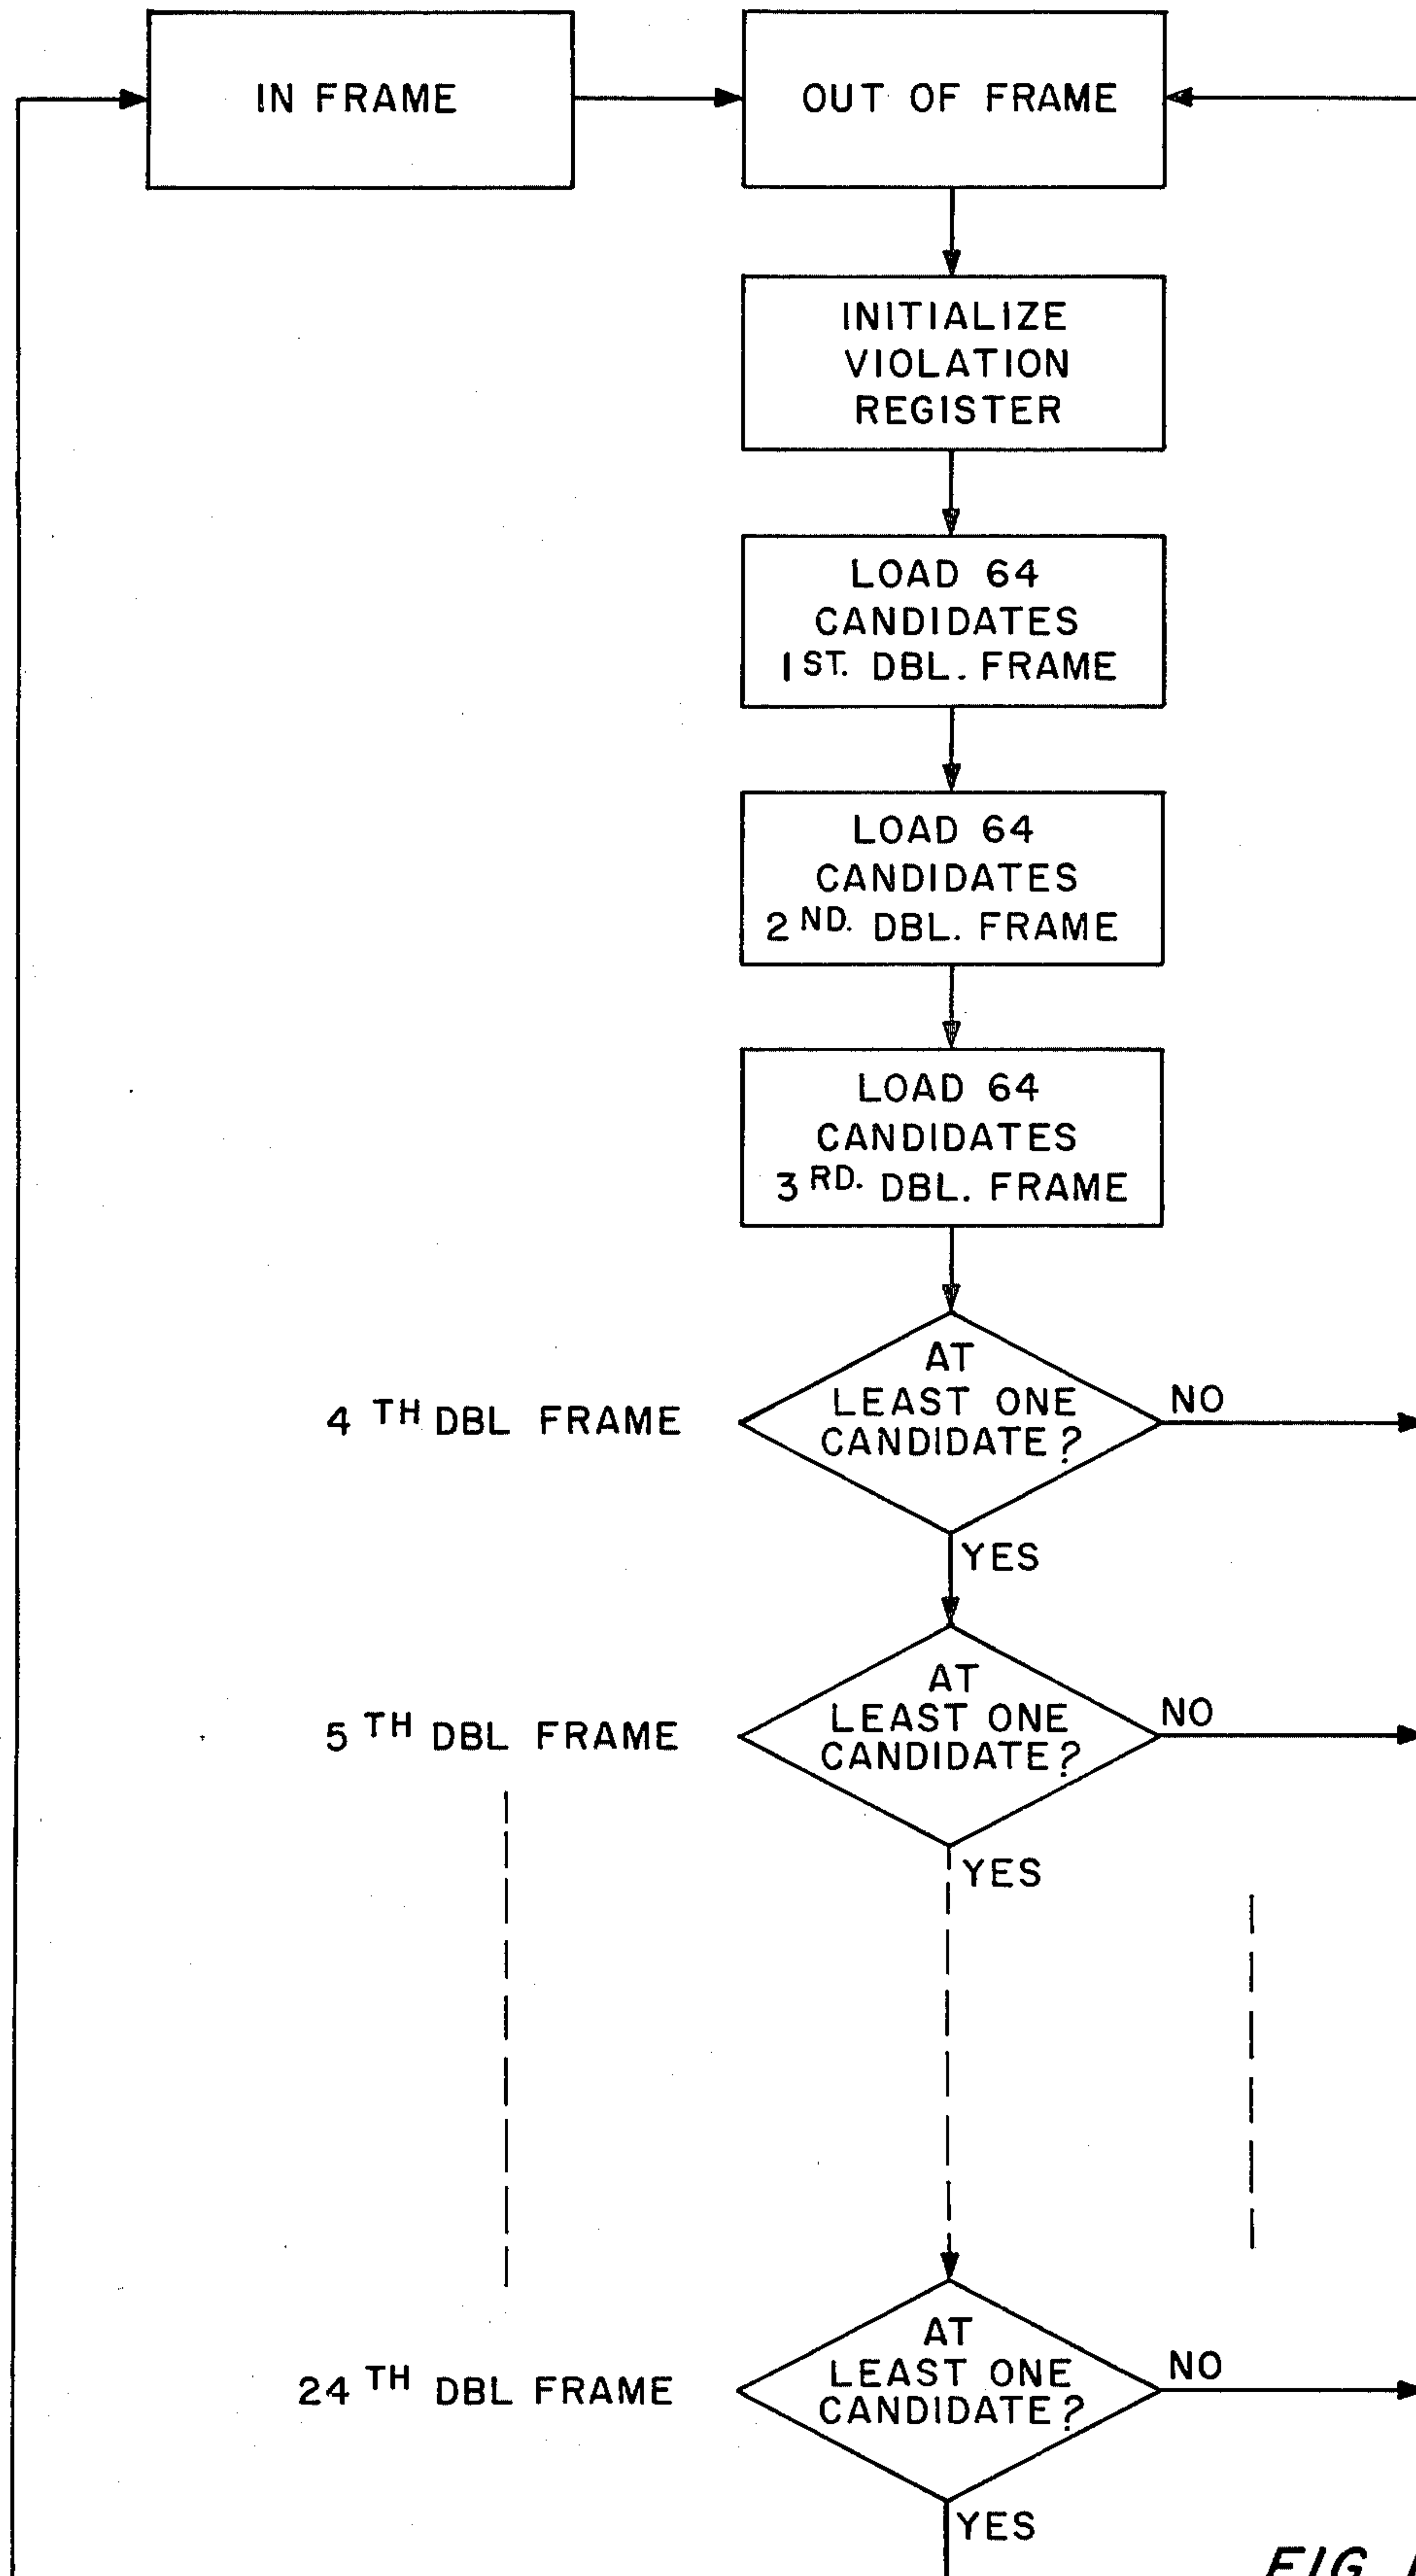 IN FRAME
OUT OF FRAME
INITIALIZE
VIOLATION
REGISTER
LOAD 64
CANDIDATES
1ST. DBL. FRAME
LOAD 64
CANDIDATES
2ND. DBL. FRAME
LOAD 64
CANDIDATES
3RD. DBL. FRAME
4TH DBL FRAME
AT
LEAST ONE
CANDIDATE?
NO
YES
5TH DBL FRAME
AT
LEAST ONE
CANDIDATE?
NO
YES
24TH DBL FRAME
AT
LEAST ONE
CANDIDATE?
NO
YES
FIG